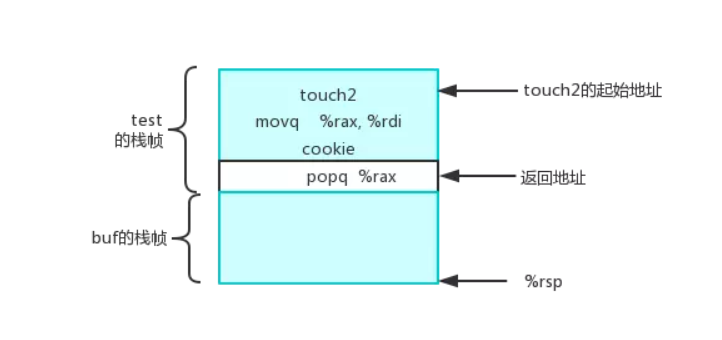 touch2
touch2的起始地址
test
的栈帧
movq %rax, %rdi
cookie
popq %rax
返回地址
buf的栈帧
%rsp